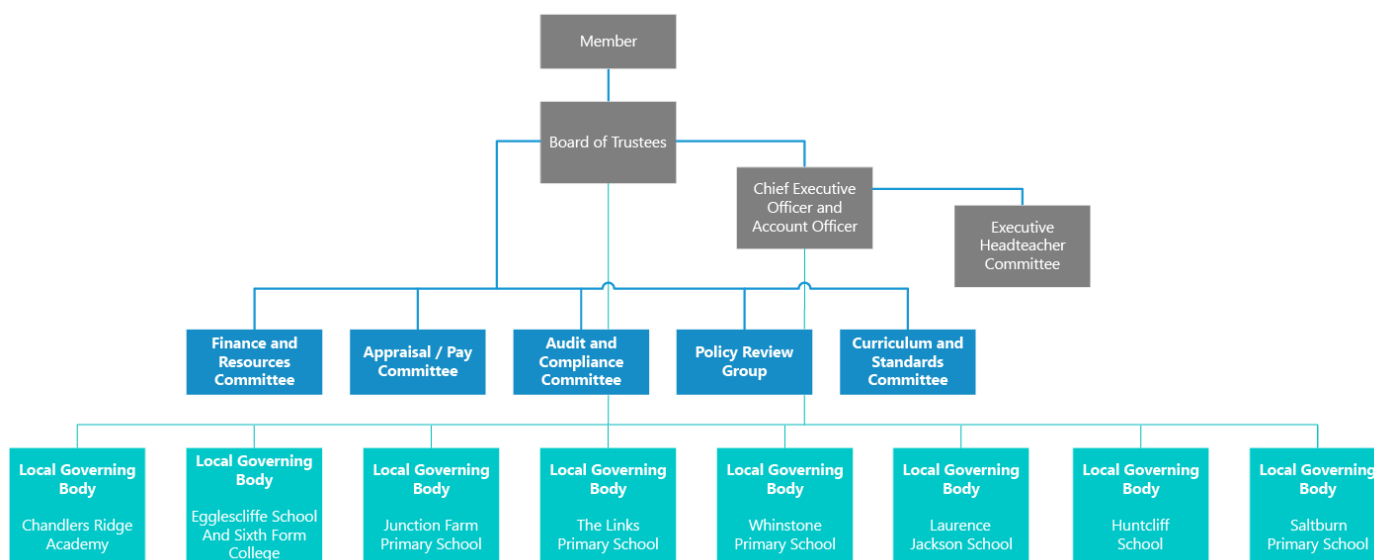 Member
Board of Trustees
Chief Executive
Officer and
Account Officer
Executive
Headteacher
Committee
Finance and
Resources
Committee
Appraisal / Pay
Committee
Audit and
Compliance
Committee
Policy Review
Group
Curriculum and
Standards
Committee
Local Governing
Body
Chandlers Ridge
Academy
Local Governing
Body
Egglescliffe School
And Sixth Form
College
Local Governing
Body
Junction Farm
Primary School
Local Governing
Body
The Links
Primary School
Local Governing
Body
Whinstone
Primary School
Local Governing
Body
Laurence
Jackson School
Local Governing
Body
Huntcliff
School
Local Governing
Body
Saltburn
Primary School